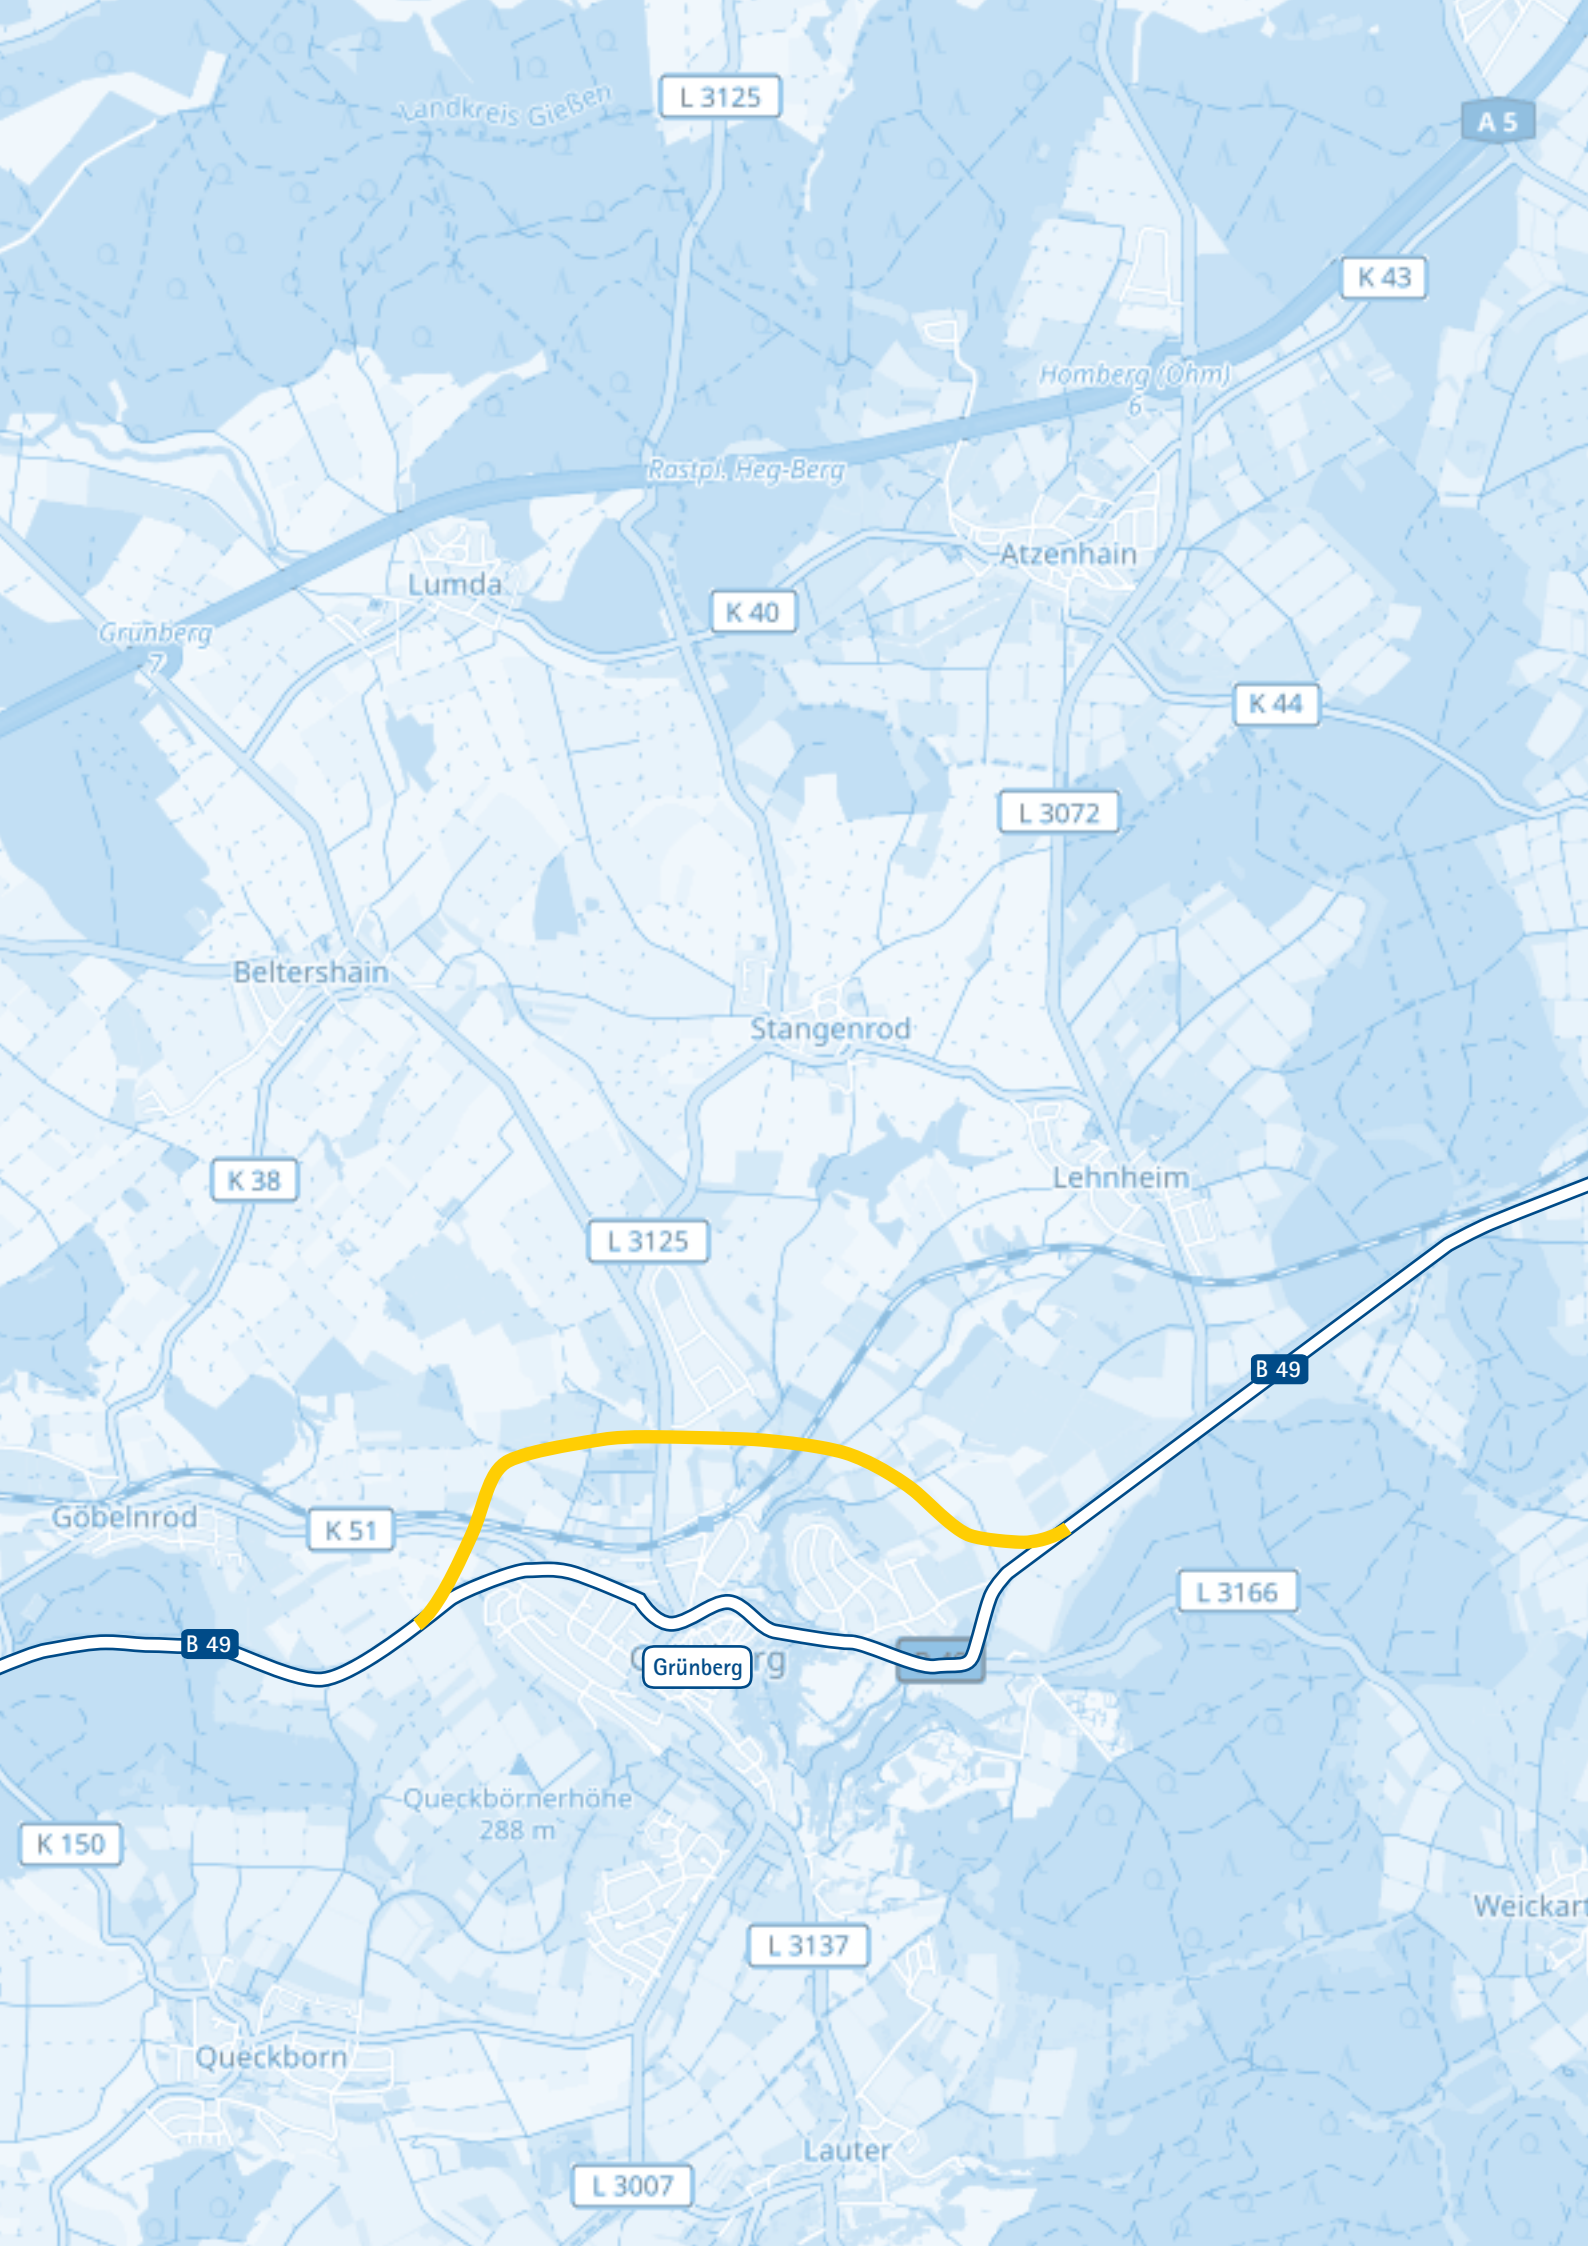 Landkreis Gießen
L 3125
A 5
K 43
Homberg (Ohm)
6
Rastpl. Heg-Berg
Atzenhain
Lumda
K 40
Grünberg
7
K 44
L 3072
Beltershain
Stangenrod
Lehnheim
K 38
L 3125
B 49
Göbelnrod
K 51
L 3166
B 49
Grünberg
rg
Queckbörnerhöhe
288 m
K 150
Weickart
L 3137
Queckborn
Lauter
L 3007